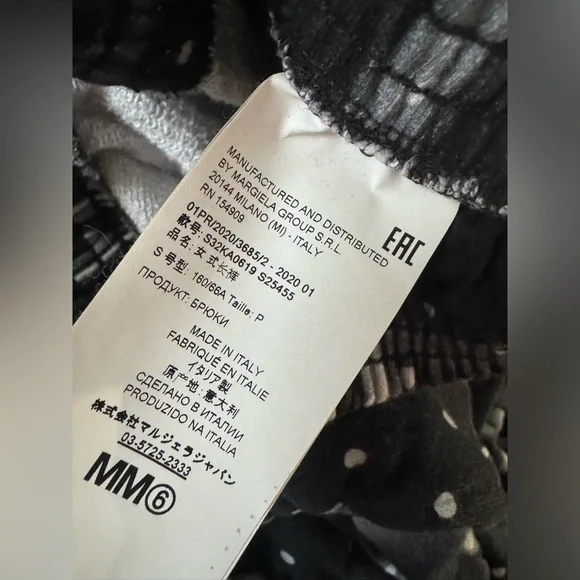 MANUFACTURED AND DISTRIBUTED
BY MARGIELA GROUP S.R.L.
20144 MILANO (MI) - ITALY
RN 154909
EAC
01PR/2020/3685/2 - 2020 01
款号: S32KA0619 S25455
品名: 女式长裤
S 号型: 160/66A Taille: P
ПРОДУКТ: БРЮКИ
MADE IN ITALY
FABRIQUÉ EN ITALIE
イタリア製
原产地: 意大利
СДЕЛАНО В ИТАЛИИ
PRODUZIDO NA ITALIA
株式会社マルジェラジャパン
03-5725-2333
MM⑥